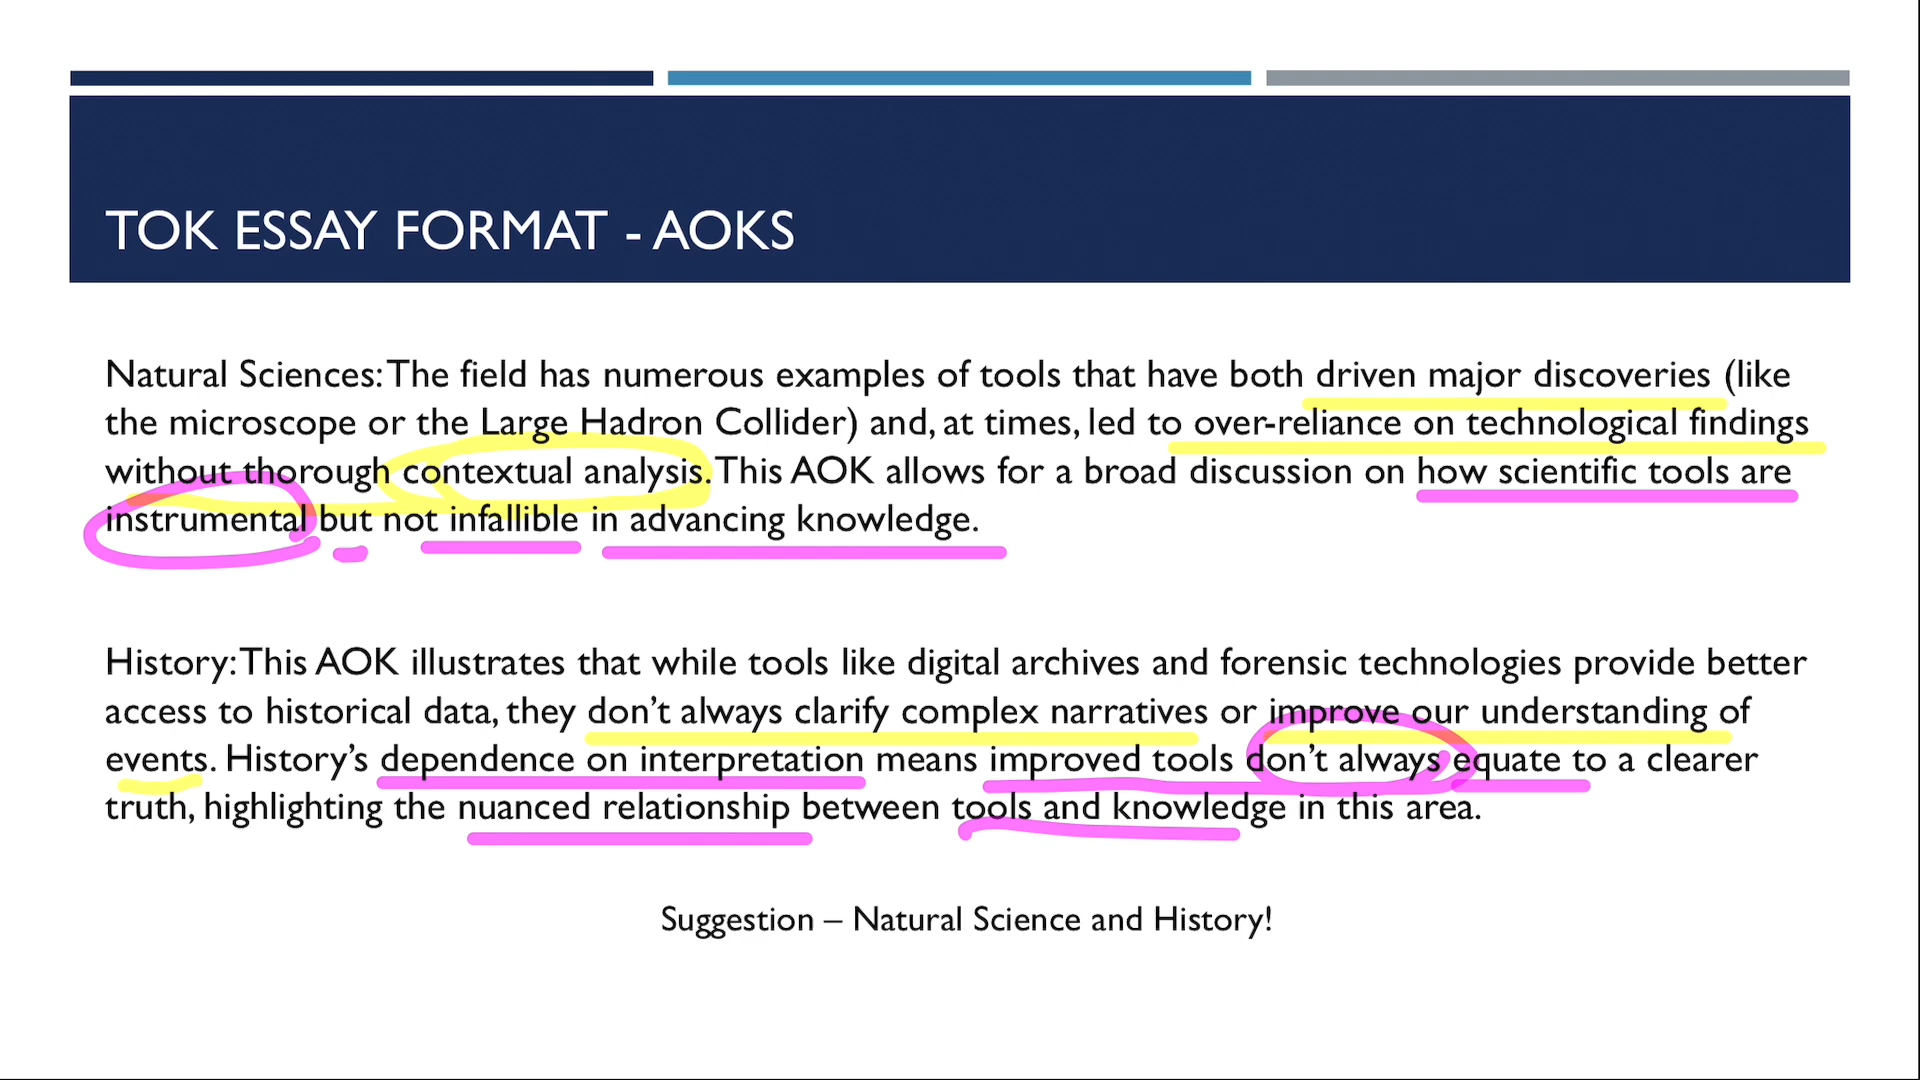 TOK ESSAY FORMAT - AOKS
Natural Sciences: The field has numerous examples of tools that have both driven major discoveries (like
the microscope or the Large Hadron Collider) and, at times, led to over-reliance on technological findings
without thorough contextual analysis. This AOK allows for a broad discussion on how scientific tools are
instrumental but not infallible in advancing knowledge.
History: This AOK illustrates that while tools like digital archives and forensic technologies provide better
access to historical data, they don’t always clarify complex narratives or improve our understanding of
events. History’s dependence on interpretation means improved tools don’t always equate to a clearer
truth, highlighting the nuanced relationship between tools and knowledge in this area.
Suggestion – Natural Science and History!